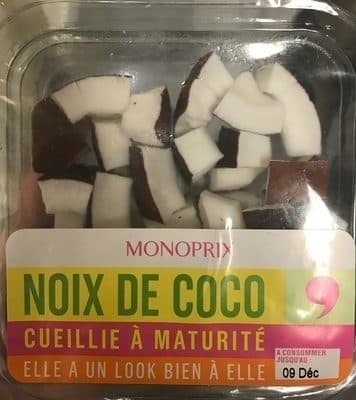 MONOPRIX
NOIX DE COCO
CUEILLIE À MATURITÉ
ELLE A UN LOOK BIEN À ELLE
A CONSOMMER
JUSQU'AU :
09 Déc